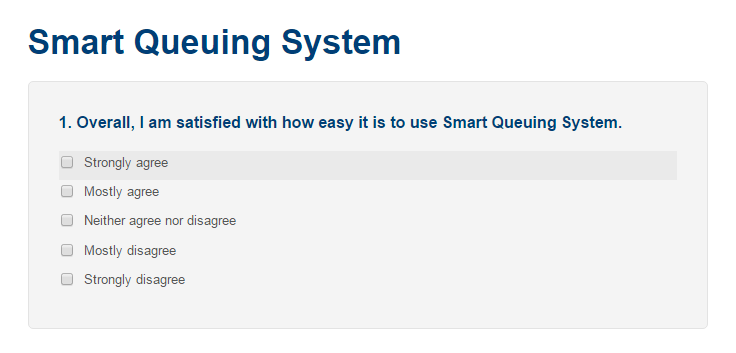 Smart Queuing System
1. Overall, I am satisfied with how easy it is to use Smart Queuing System.
Strongly agree
Mostly agree
Neither agree nor disagree
Mostly disagree
Strongly disagree